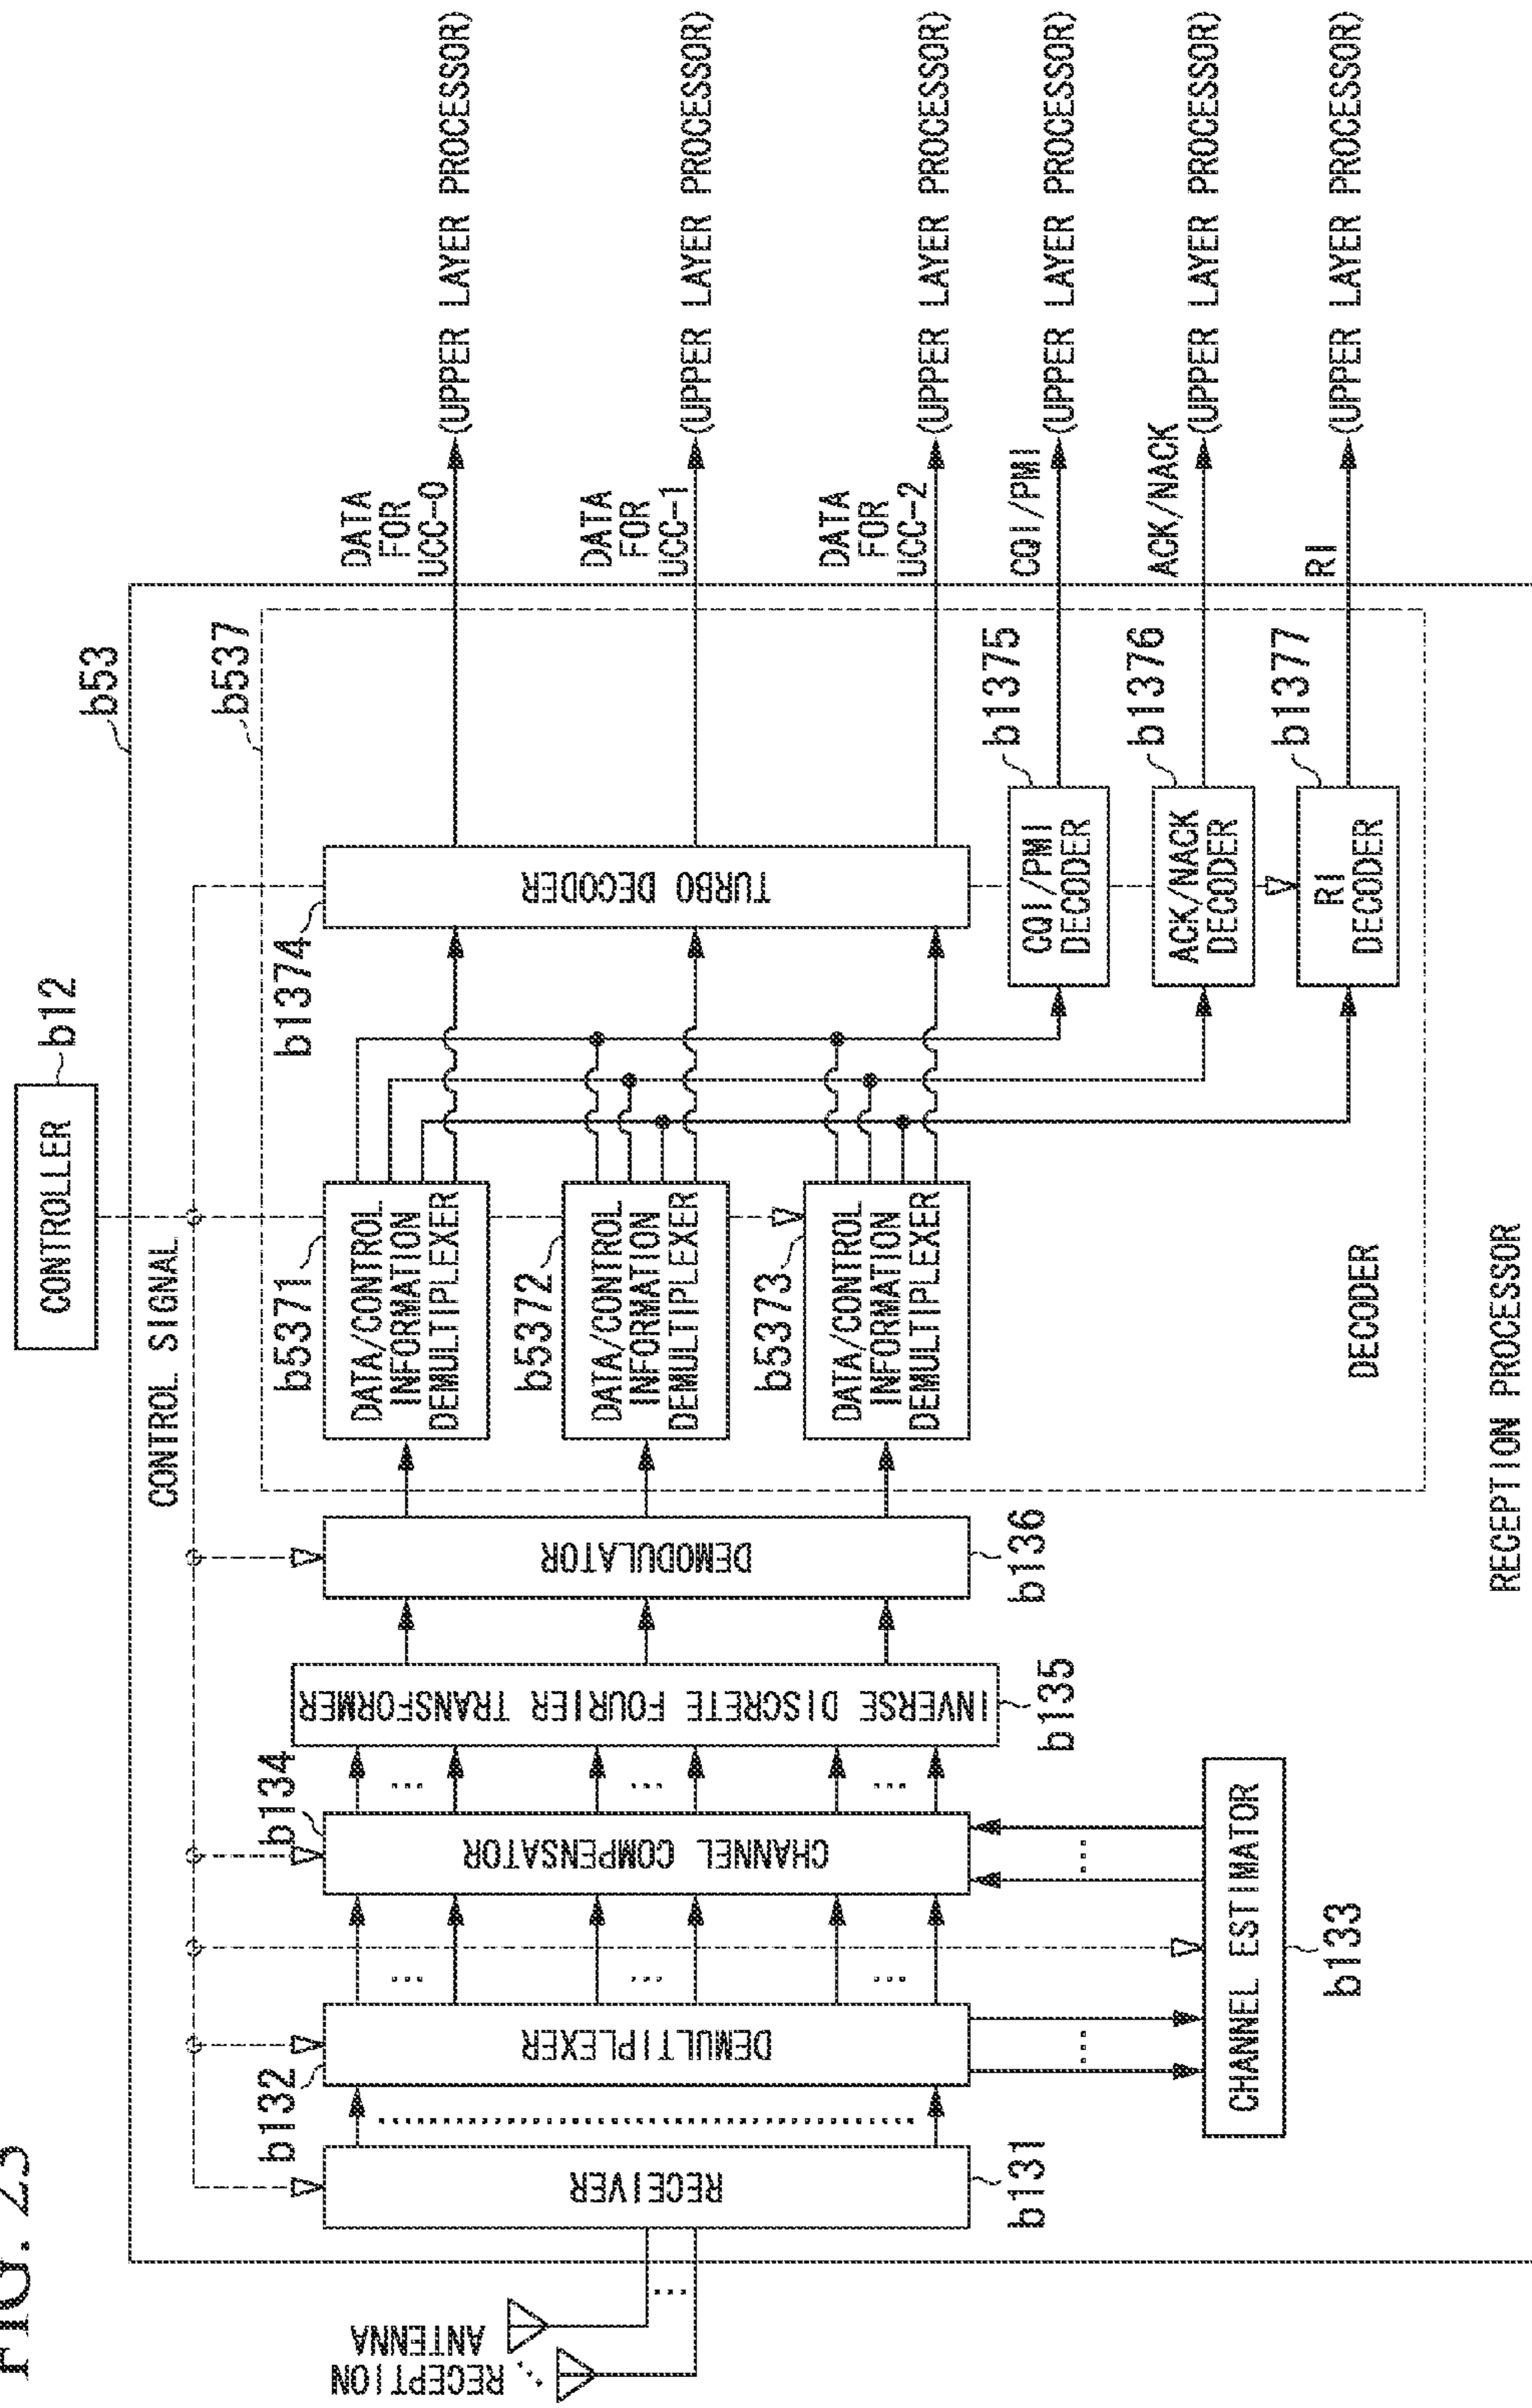 FIG. 23
CONTROLLER
b12
CONTROL SIGNAL
b53
b537
RECEPTION
ANTENNA
RECEIVER
b131
b132
DEMULTIPLEXER
CHANNEL ESTIMATOR
b133
b134
CHANNEL COMPENSATOR
INVERSE DISCRETE FOURIER TRANSFORMER
b135
DEMODULATOR
b136
b5371
DATA/CONTROL
INFORMATION
DEMULTIPLEXER
b5372
DATA/CONTROL
INFORMATION
DEMULTIPLEXER
b5373
DATA/CONTROL
INFORMATION
DEMULTIPLEXER
b1374
TURBO DECODER
CQI/PMI
DECODER
b1375
ACK/NACK
DECODER
b1376
RI
DECODER
b1377
DATA
FOR
UCC-0
(UPPER LAYER PROCESSOR)
DATA
FOR
UCC-1
(UPPER LAYER PROCESSOR)
DATA
FOR
UCC-2
(UPPER LAYER PROCESSOR)
CQI/PMI
(UPPER LAYER PROCESSOR)
ACK/NACK
(UPPER LAYER PROCESSOR)
RI
(UPPER LAYER PROCESSOR)
DECODER
RECEPTION PROCESSOR